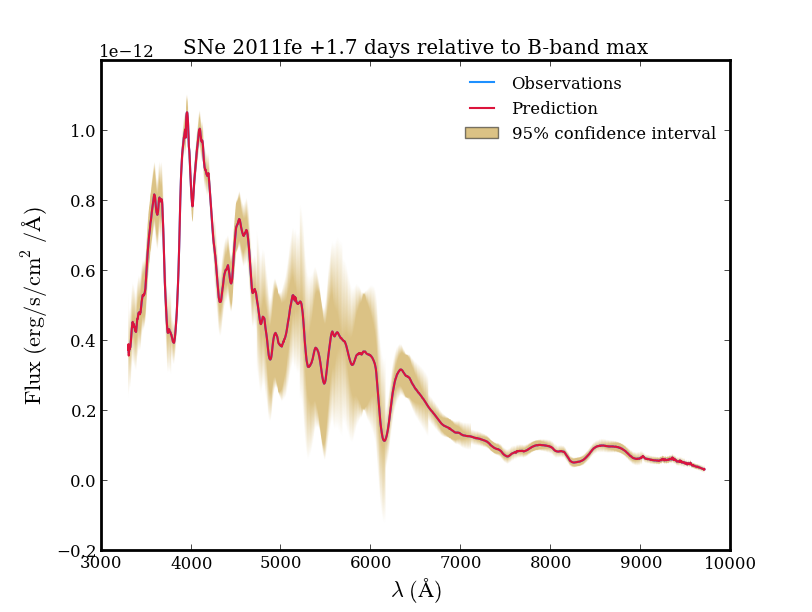 SNe 2011fe +1.7 days relative to B-band max
1e−12
Observations
Prediction
95% confidence interval
1.0
0.8
0.6
0.4
0.2
0.0
−0.2
Flux (erg/s/cm² /Å)
3000 4000 5000 6000 7000 8000 9000 10000
λ (Å)